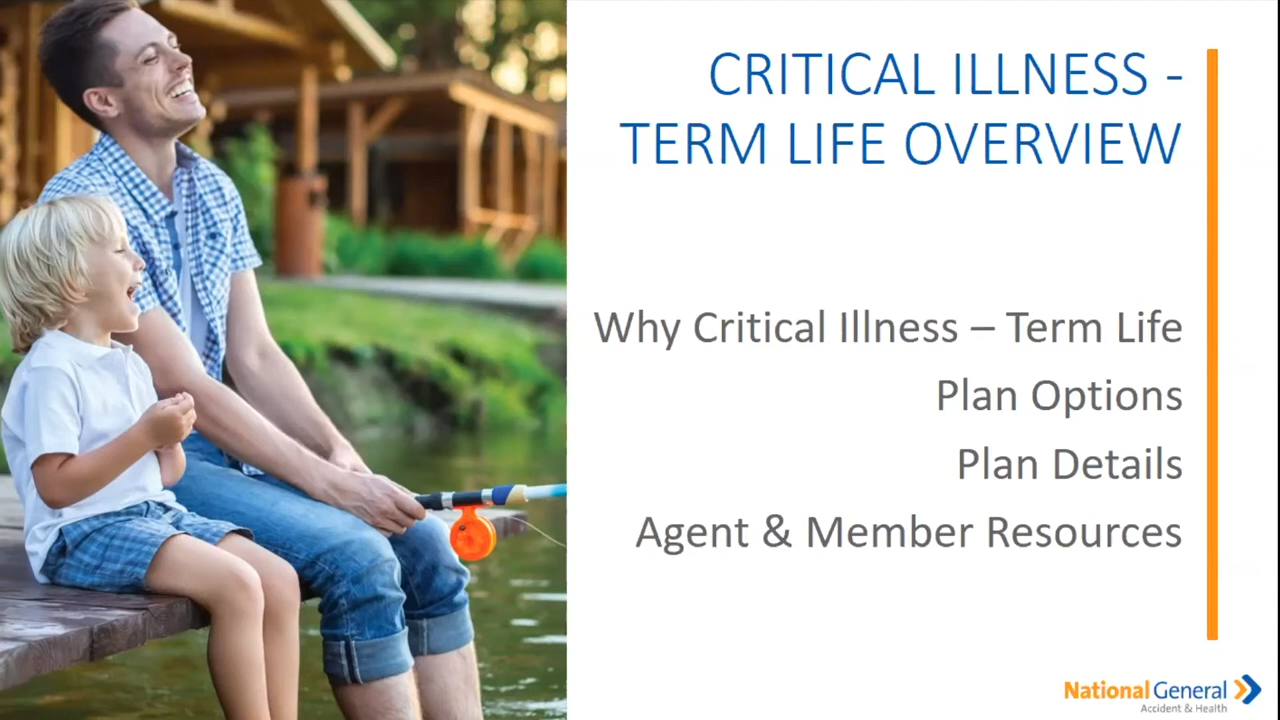 CRITICAL ILLNESS -
TERM LIFE OVERVIEW
Why Critical Illness – Term Life
Plan Options
Plan Details
Agent & Member Resources
National General
Accident & Health